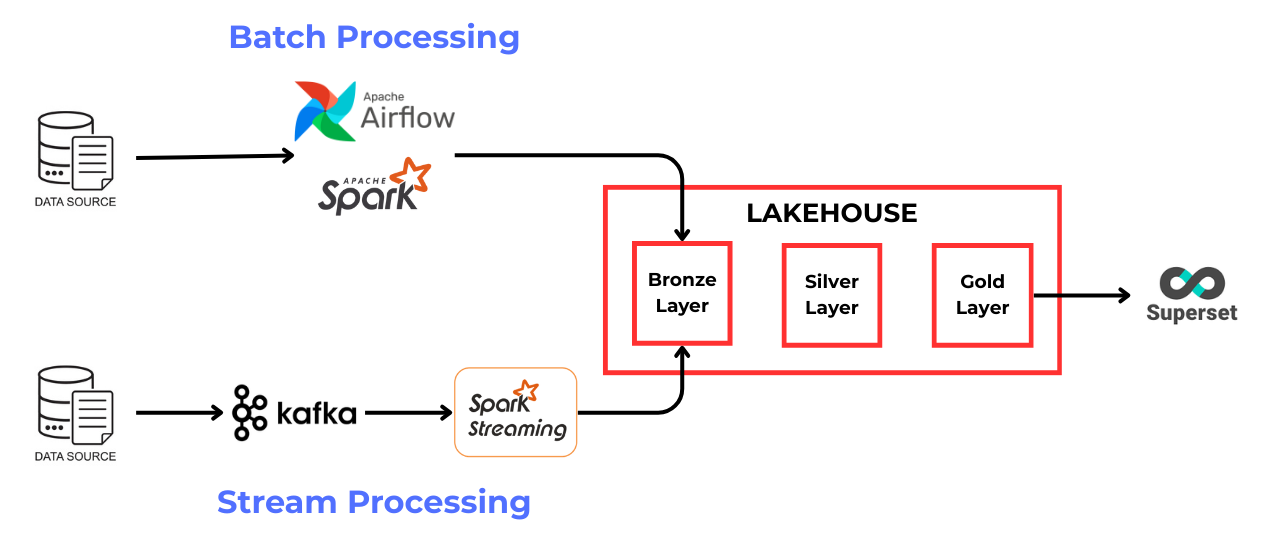 Batch Processing
Apache
Airflow
DATA SOURCE
APACHE
Spark
LAKEHOUSE
Bronze
Layer
Silver
Layer
Gold
Layer
Superset
DATA SOURCE
kafka
Spark
Streaming
Stream Processing